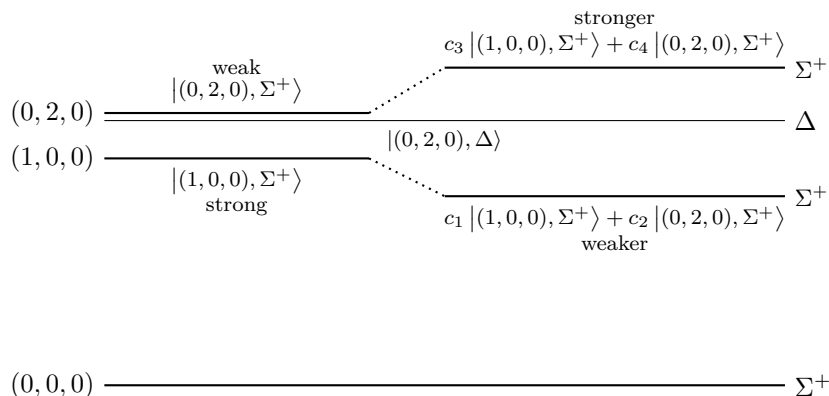 stronger
weak
c₃ |(1, 0, 0), Σ⁺⟩ + c₄ |(0, 2, 0), Σ⁺⟩
Σ⁺
|(0, 2, 0), Σ⁺⟩
(0, 2, 0)
Δ
|(0, 2, 0), Δ⟩
(1, 0, 0)
|(1, 0, 0), Σ⁺⟩
strong
Σ⁺
c₁ |(1, 0, 0), Σ⁺⟩ + c₂ |(0, 2, 0), Σ⁺⟩
weaker
(0, 0, 0)
Σ⁺